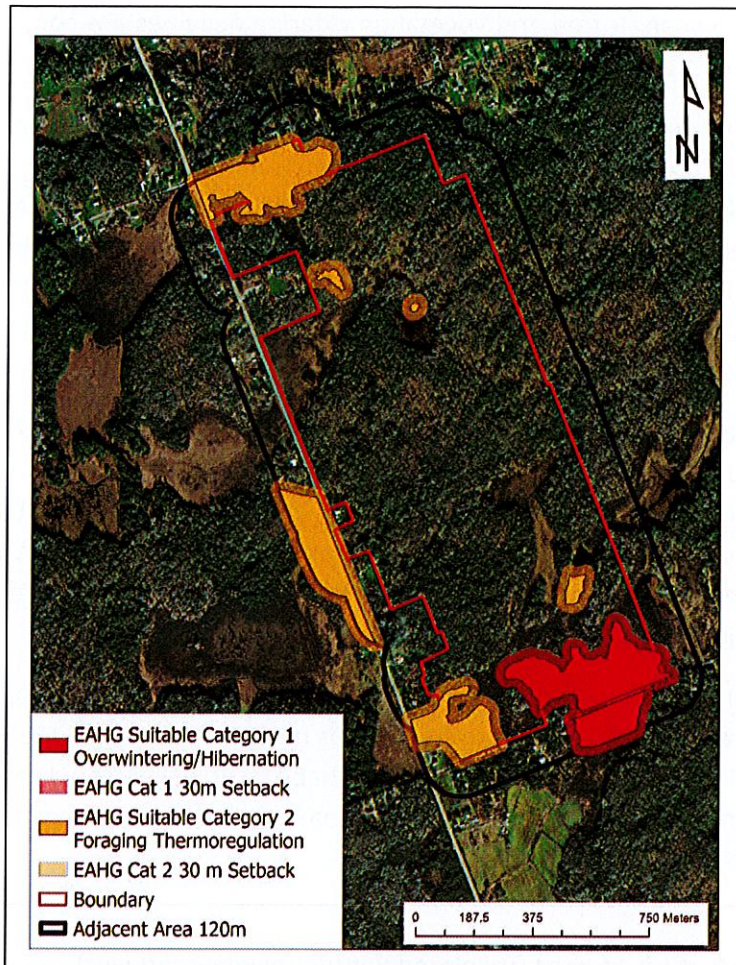 N
EAHG Suitable Category 1
Overwintering/Hibernation
EAHG Cat 1 30m Setback
EAHG Suitable Category 2
Foraging Thermoregulation
EAHG Cat 2 30 m Setback
Boundary
Adjacent Area 120m
0 187.5 375 750 Meters